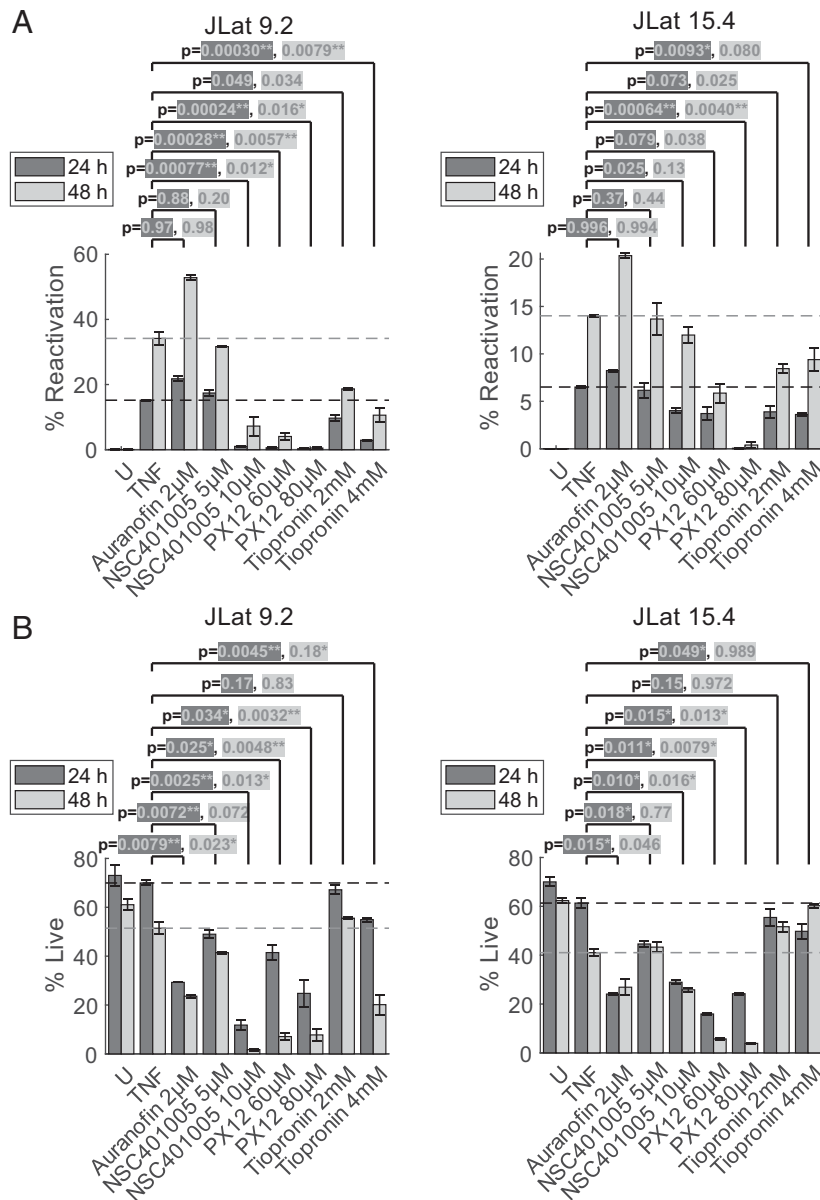 A
JLat 9.2
p=0.00030**, 0.0079**
p=0.049, 0.034
p=0.00024**, 0.016*
p=0.00028**, 0.0057**
p=0.00077**, 0.012*
p=0.88, 0.20
p=0.97, 0.98
24 h
48 h
% Reactivation
60
40
20
0
U
TNF
Auranofin 2µM
NSC401005 5µM
NSC401005 10µM
PX12 60µM
PX12 80µM
Tiopronin 2mM
Tiopronin 4mM
JLat 15.4
p=0.0093*, 0.080
p=0.073, 0.025
p=0.00064**, 0.0040**
p=0.079, 0.038
p=0.025, 0.13
p=0.37, 0.44
p=0.996, 0.994
% Reactivation
20
15
10
5
0
U
TNF
Auranofin 2µM
NSC401005 5µM
NSC401005 10µM
PX12 60µM
PX12 80µM
Tiopronin 2mM
Tiopronin 4mM
B
JLat 9.2
p=0.0045**, 0.18*
p=0.17, 0.83
p=0.034*, 0.0032**
p=0.025*, 0.0048**
p=0.0025**, 0.013*
p=0.0072**, 0.072
p=0.0079**, 0.023*
24 h
48 h
% Live
80
60
40
20
0
U
TNF
Auranofin 2µM
NSC401005 5µM
NSC401005 10µM
PX12 60µM
PX12 80µM
Tiopronin 2mM
Tiopronin 4mM
JLat 15.4
p=0.049*, 0.989
p=0.15, 0.972
p=0.015*, 0.013*
p=0.011*, 0.0079*
p=0.010*, 0.016*
p=0.018*, 0.77
p=0.015*, 0.046
% Live
80
60
40
20
0
U
TNF
Auranofin 2µM
NSC401005 5µM
NSC401005 10µM
PX12 60µM
PX12 80µM
Tiopronin 2mM
Tiopronin 4mM